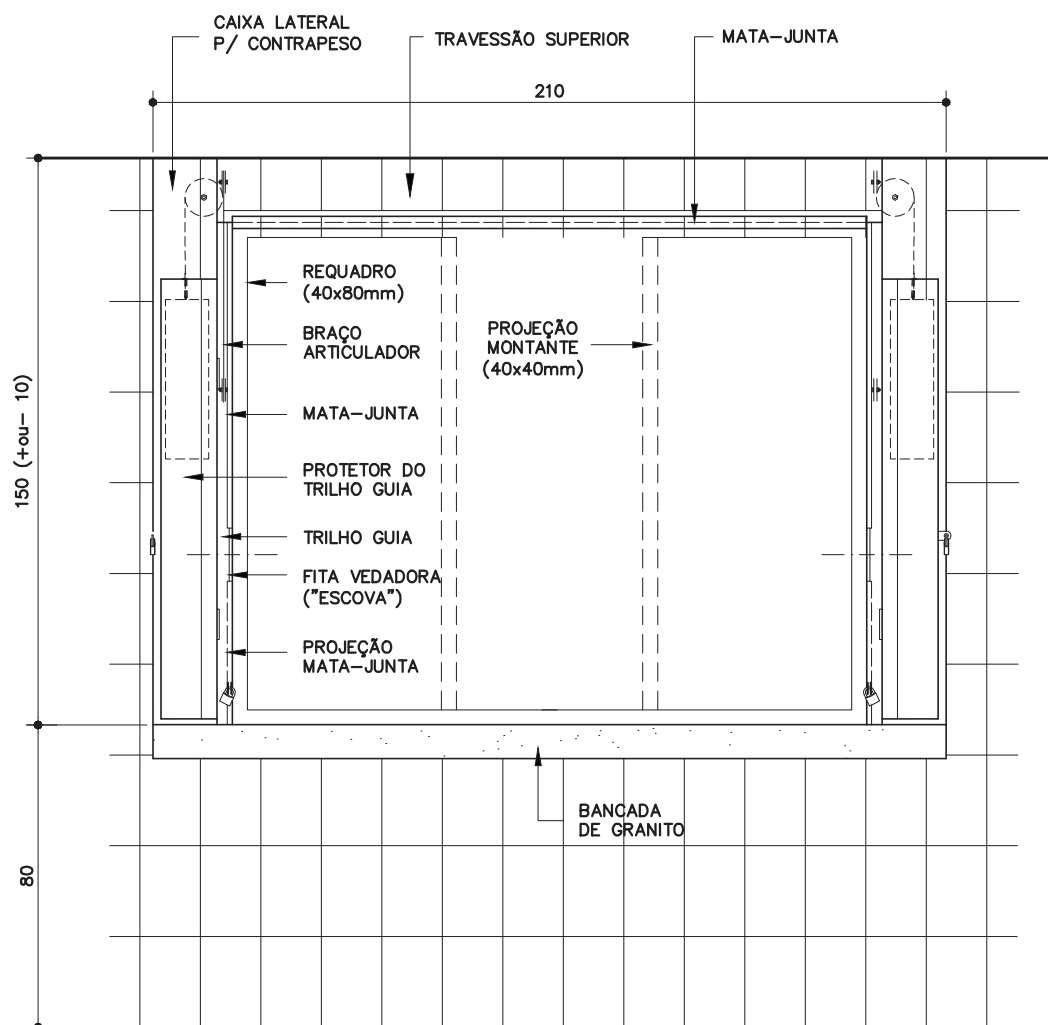 CAIXA LATERAL
P/ CONTRAPESO
TRAVESSÃO SUPERIOR
MATA-JUNTA
210
REQUADRO
(40x80mm)
BRAÇO
ARTICULADOR
PROJEÇÃO
MONTANTE
(40x40mm)
MATA-JUNTA
150 (+ou- 10)
PROTETOR DO
TRILHO GUIA
TRILHO GUIA
FITA VEDADORA
("ESCOVA")
PROJEÇÃO
MATA-JUNTA
BANCADA
DE GRANITO
80